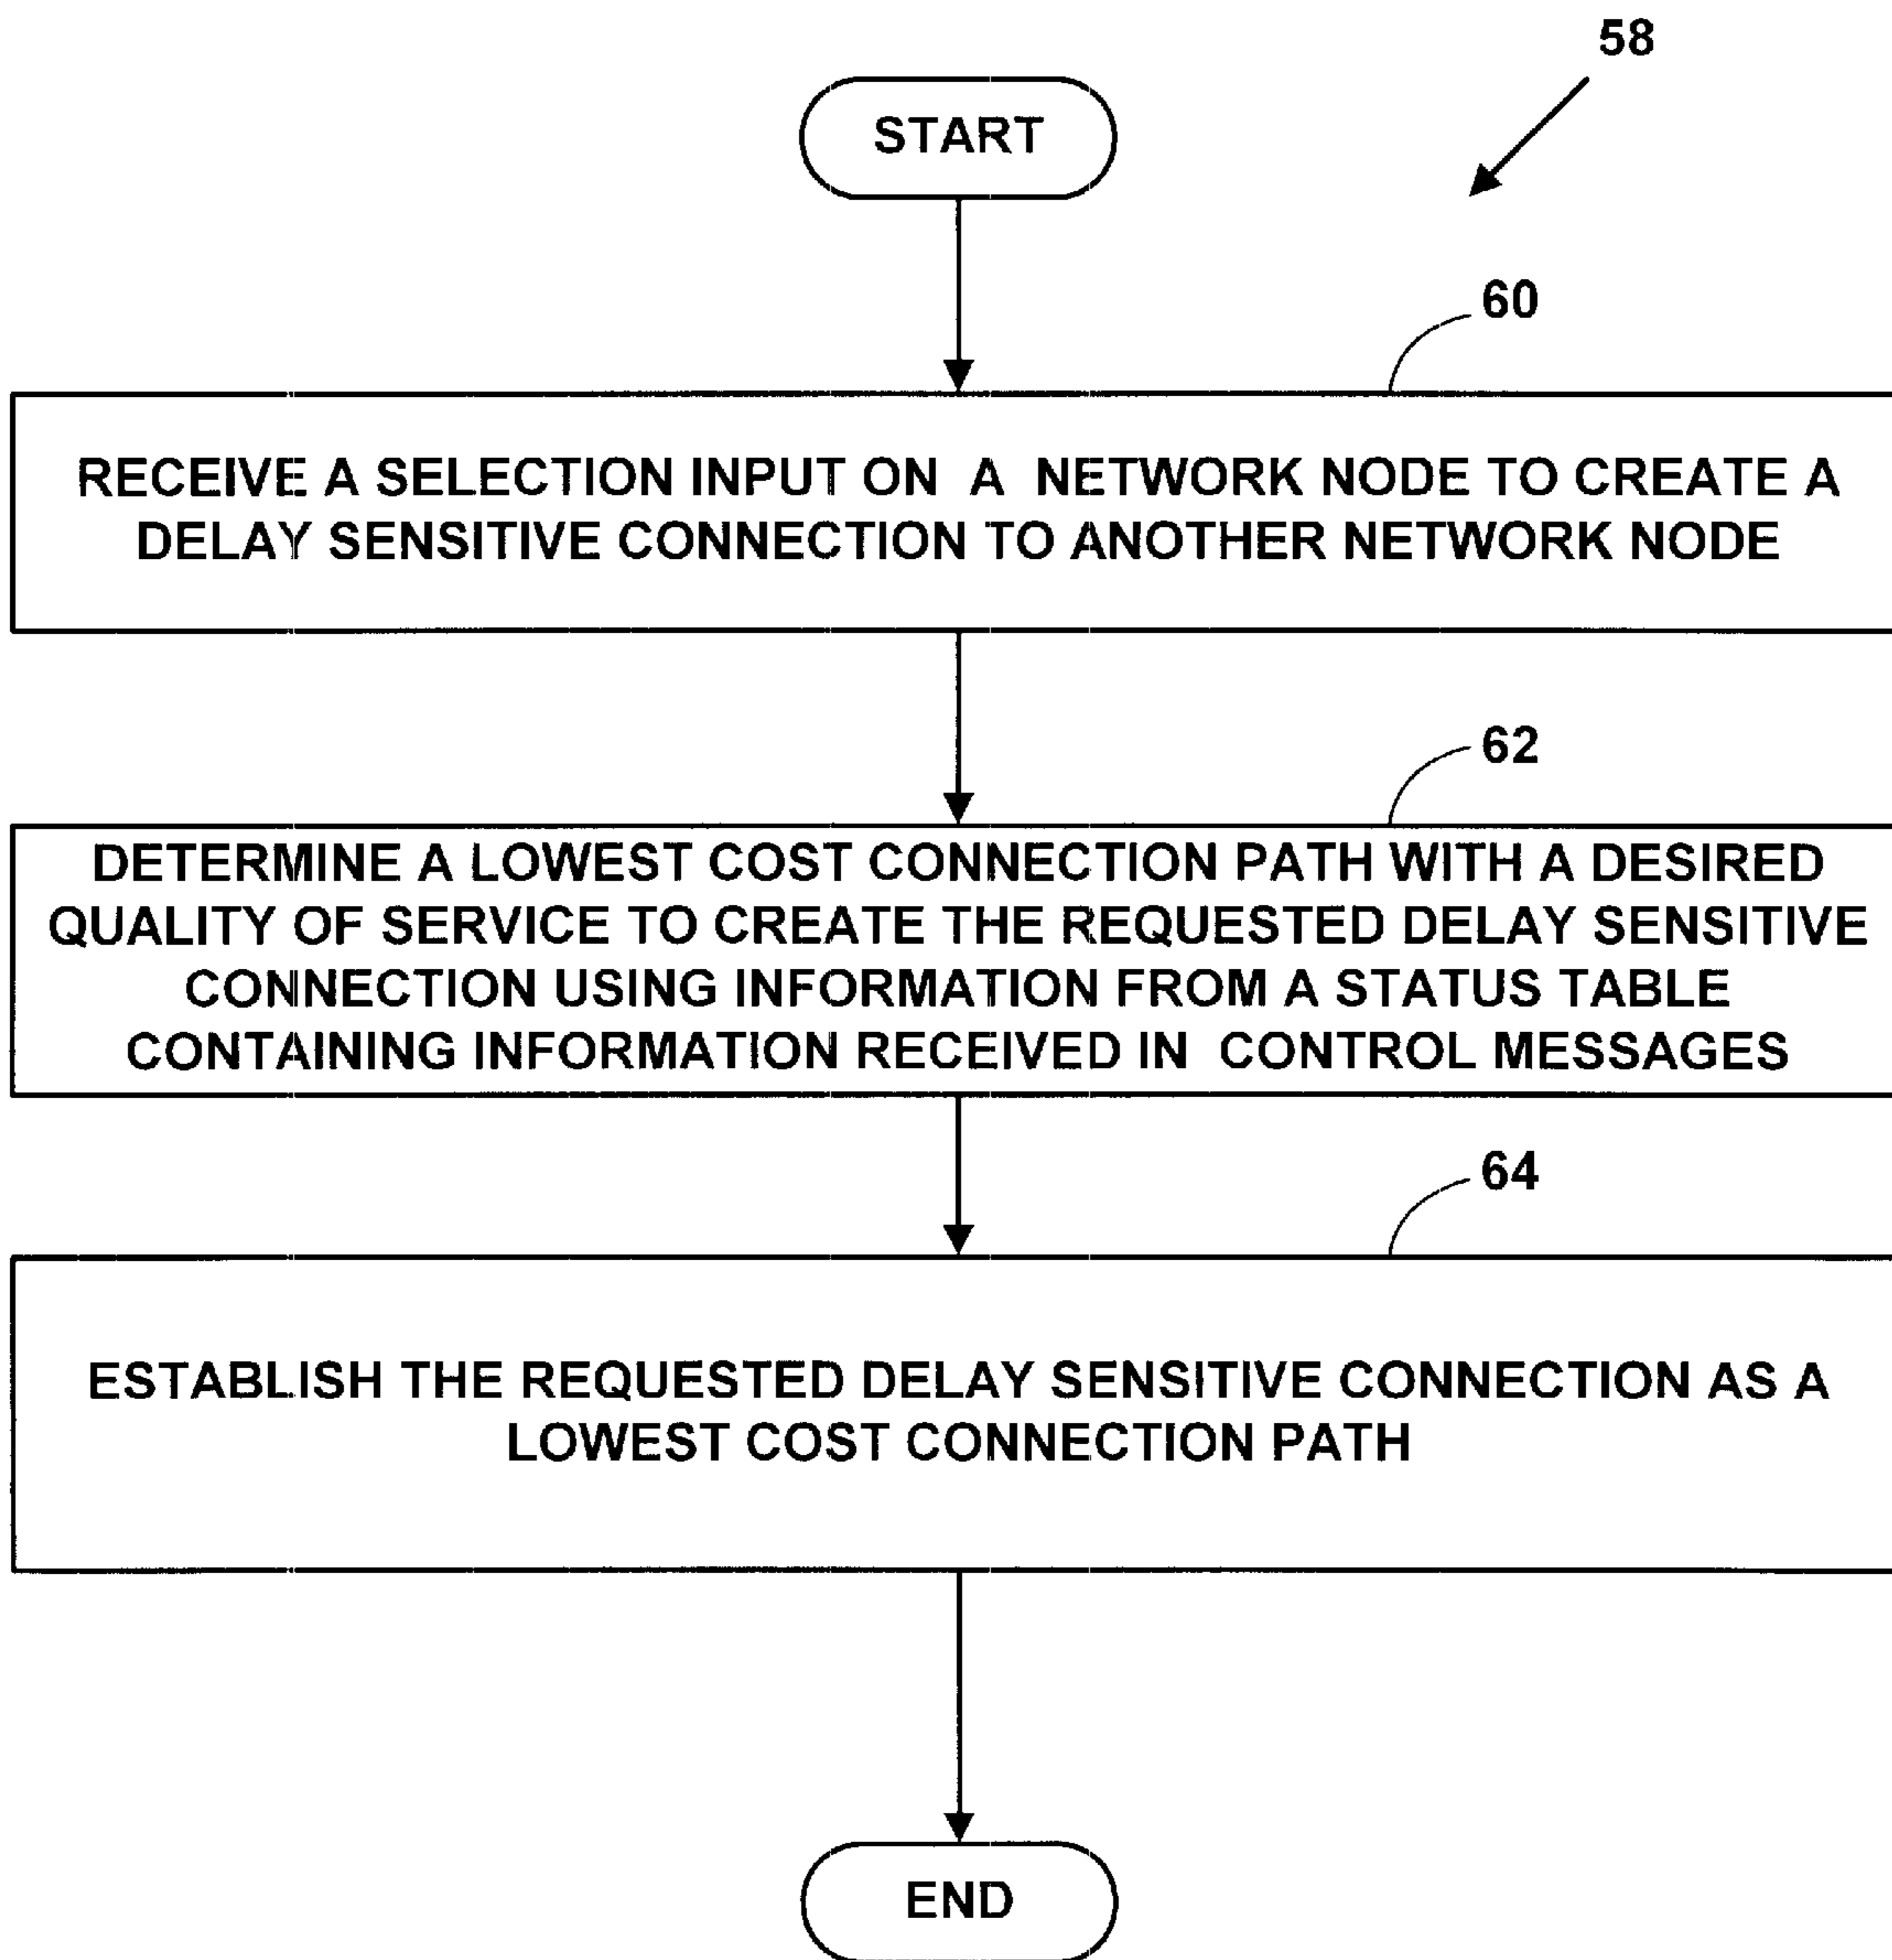 58
START
60
RECEIVE A SELECTION INPUT ON A NETWORK NODE TO CREATE A
DELAY SENSITIVE CONNECTION TO ANOTHER NETWORK NODE
62
DETERMINE A LOWEST COST CONNECTION PATH WITH A DESIRED
QUALITY OF SERVICE TO CREATE THE REQUESTED DELAY SENSITIVE
CONNECTION USING INFORMATION FROM A STATUS TABLE
CONTAINING INFORMATION RECEIVED IN CONTROL MESSAGES
64
ESTABLISH THE REQUESTED DELAY SENSITIVE CONNECTION AS A
LOWEST COST CONNECTION PATH
END